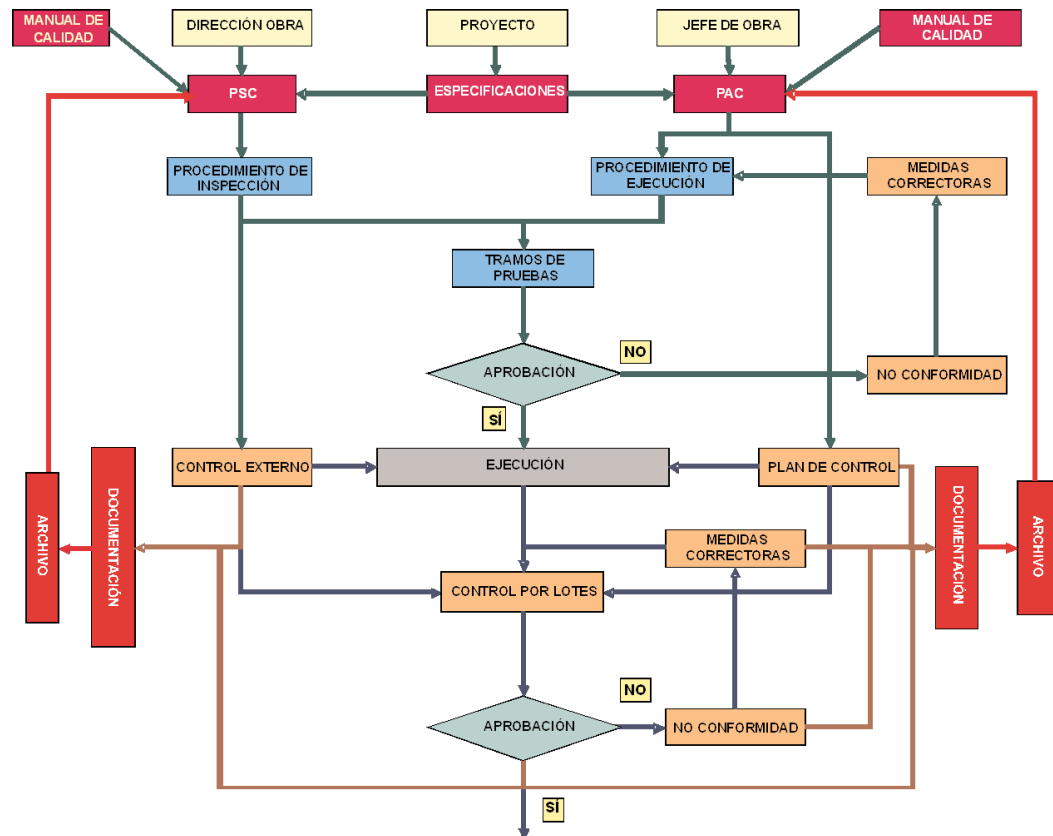 MANUAL DE
CALIDAD
DIRECCIÓN OBRA
PROYECTO
JEFE DE OBRA
MANUAL DE
CALIDAD
PSC
ESPECIFICACIONES
PAC
PROCEDIMIENTO DE
INSPECCIÓN
PROCEDIMIENTO DE
EJECUCIÓN
MEDIDAS
CORRECTORAS
TRAMOS DE
PRUEBAS
NO
APROBACIÓN
NO CONFORMIDAD
SÍ
CONTROL EXTERNO
EJECUCIÓN
PLAN DE CONTROL
ARCHIVO
DOCUMENTACIÓN
MEDIDAS
CORRECTORAS
DOCUMENTACIÓN
ARCHIVO
CONTROL POR LOTES
NO
APROBACIÓN
NO CONFORMIDAD
SÍ